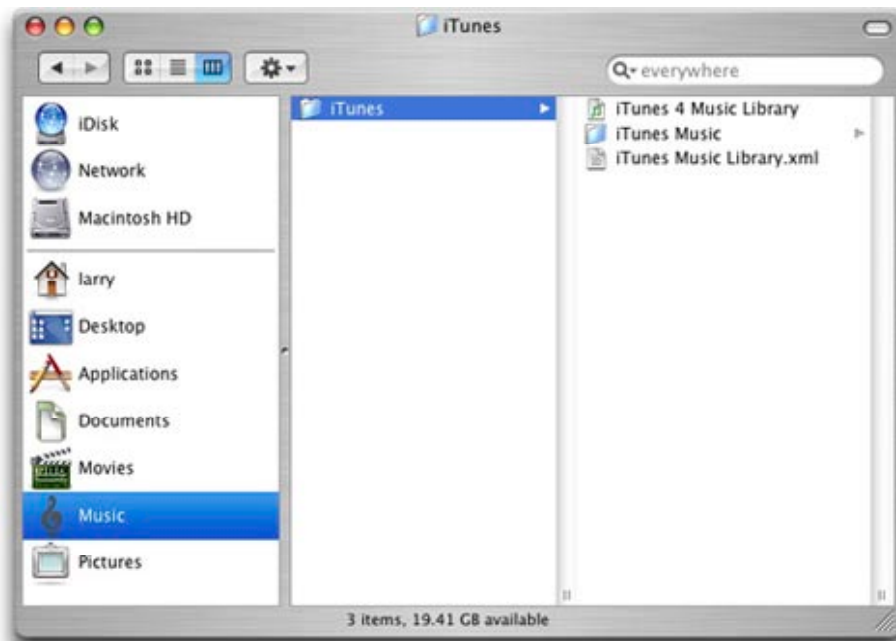 iTunes
everywhere
iDisk
Network
Macintosh HD
larry
Desktop
Applications
Documents
Movies
Music
Pictures
iTunes
iTunes 4 Music Library
iTunes Music
iTunes Music Library.xml
3 items, 19.41 GB available